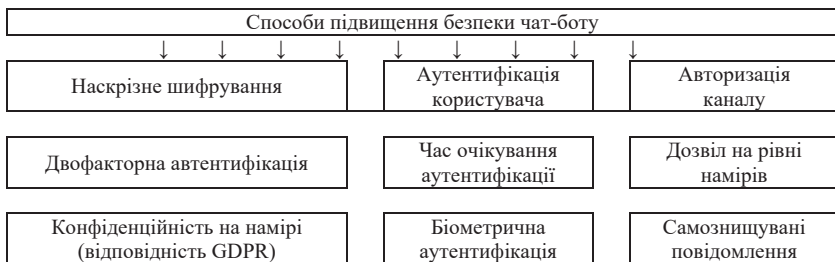 Способи підвищення безпеки чат-боту
↓ ↓ ↓ ↓ ↓ ↓ ↓ ↓ ↓
Наскрізне шифрування
Аутентифікація
користувача
Авторизація
каналу
Двофакторна автентифікація
Час очікування
аутентифікації
Дозвіл на рівні
намірів
Конфіденційність на намірі
(відповідність GDPR)
Біометрична
аутентифікація
Самознищувані
повідомлення